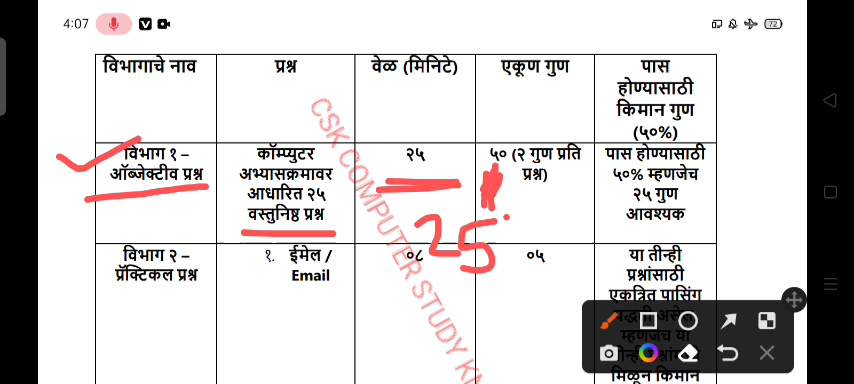 4:07
72
विभागाचे नाव
प्रश्न
वेळ (मिनिटे)
एकूण गुण
पास
होण्यासाठी
किमान गुण
(५०%)
विभाग १ –
ऑब्जेक्टीव प्रश्न
कॉम्प्युटर
अभ्यासक्रमावर
आधारित २५
वस्तुनिष्ठ प्रश्न
२५
५० (२ गुण प्रति
प्रश्न)
पास होण्यासाठी
५०% म्हणजेच
२५ गुण
आवश्यक
25
विभाग २ –
प्रॅक्टिकल प्रश्न
१. ईमेल /
Email
०८
०५
या तीन्ही
प्रश्नांसाठी
एकत्रित पासिंग
म्हणजेच या
मिळून किमान
CSK COMPUTER STUDY